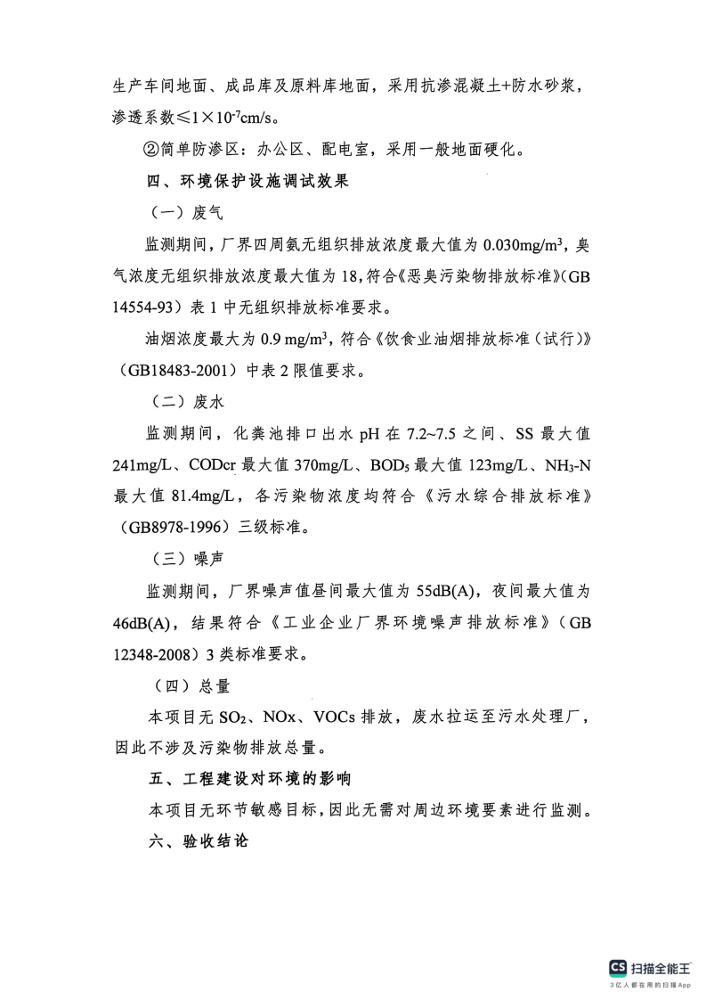 生产车间地面、成品库及原料库地面，采用抗渗混凝土+防水砂浆，
渗透系数≤1×10⁻⁷cm/s。
②简单防渗区：办公区、配电室，采用一般地面硬化。
四、环境保护设施调试效果
（一）废气
监测期间，厂界四周氨无组织排放浓度最大值为 0.030mg/m³，臭
气浓度无组织排放浓度最大值为 18，符合《恶臭污染物排放标准》（GB
14554-93）表 1 中无组织排放标准要求。
油烟浓度最大为 0.9 mg/m³，符合《饮食业油烟排放标准（试行）》
（GB18483-2001）中表 2 限值要求。
（二）废水
监测期间，化粪池排口出水 pH 在 7.2~7.5 之间、SS 最大值
241mg/L、CODcr 最大值 370mg/L、BOD₅ 最大值 123mg/L、NH₃-N
最大值 81.4mg/L，各污染物浓度均符合《污水综合排放标准》
（GB8978-1996）三级标准。
（三）噪声
监测期间，厂界噪声值昼间最大值为 55dB(A)，夜间最大值为
46dB(A)，结果符合《工业企业厂界环境噪声排放标准》（GB
12348-2008）3 类标准要求。
（四）总量
本项目无 SO₂、NOx、VOCs 排放，废水拉运至污水处理厂，
因此不涉及污染物排放总量。
五、工程建设对环境的影响
本项目无环节敏感目标，因此无需对周边环境要素进行监测。
六、验收结论
CS 扫描全能王
3亿人都在用的扫描App